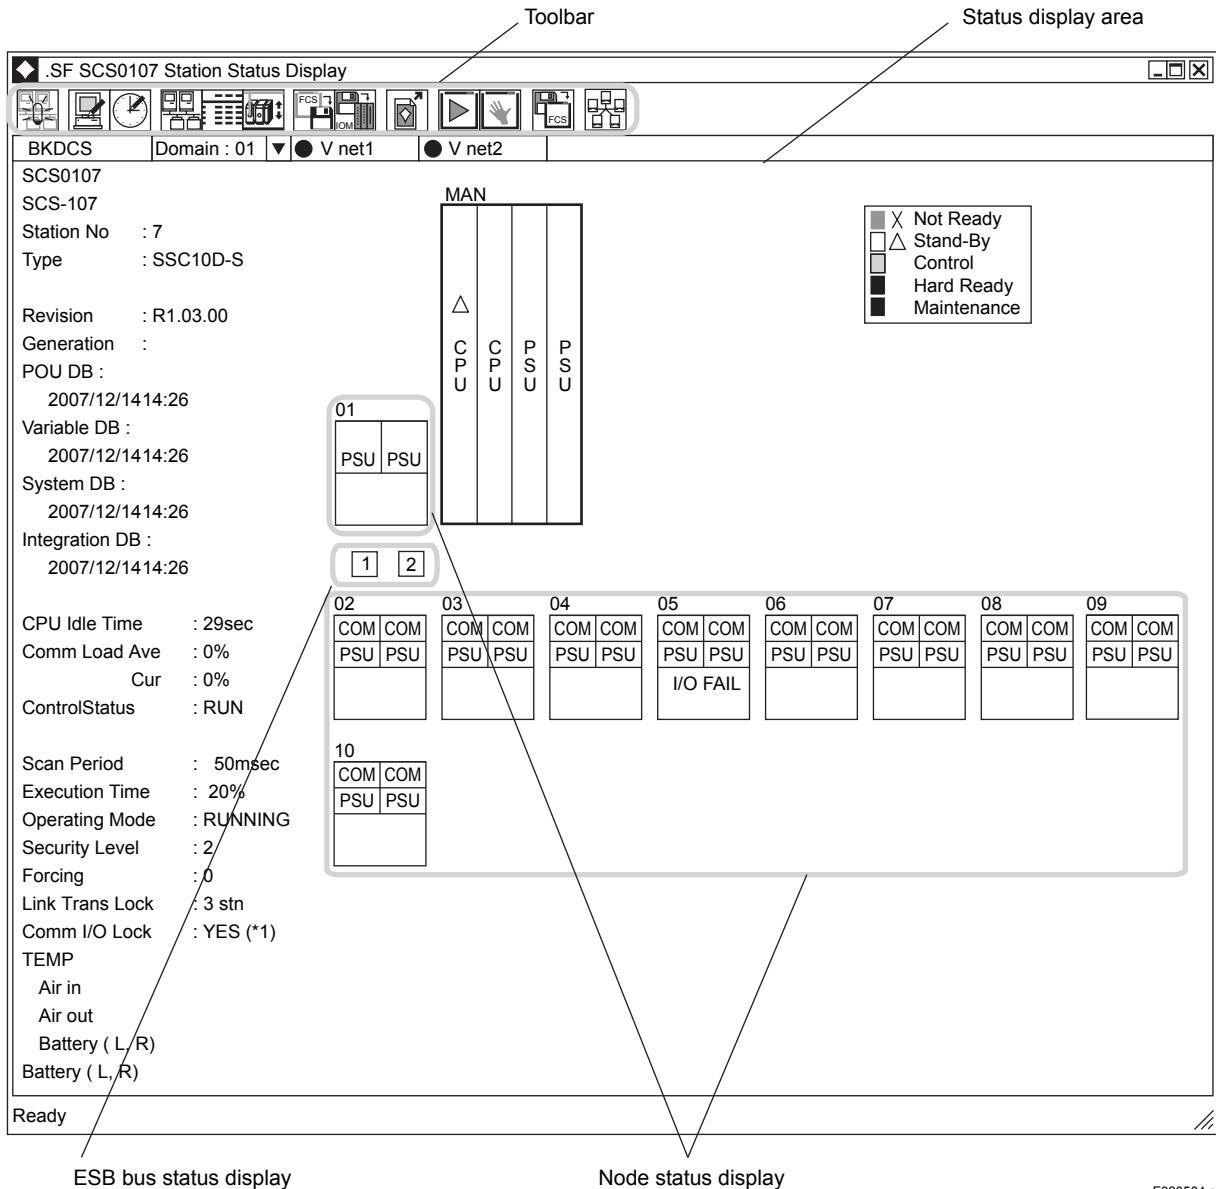 Toolbar
Status display area
.SF SCS0107 Station Status Display
FCS
IOM
FCS
BKDCS
Domain : 01
V net1
V net2
SCS0107
SCS-107
Station No : 7
Type : SSC10D-S
Revision : R1.03.00
Generation :
POU DB :
2007/12/1414:26
Variable DB :
2007/12/1414:26
System DB :
2007/12/1414:26
Integration DB :
2007/12/1414:26
CPU Idle Time : 29sec
Comm Load Ave : 0%
Cur : 0%
ControlStatus : RUN
Scan Period : 50msec
Execution Time : 20%
Operating Mode : RUNNING
Security Level : 2
Forcing : 0
Link Trans Lock : 3 stn
Comm I/O Lock : YES (*1)
TEMP
Air in
Air out
Battery ( L, R)
Battery ( L, R)
MAN
CPU
CPU
PSU
PSU
X Not Ready
△ Stand-By
Control
Hard Ready
Maintenance
01
PSU PSU
1 2
02 03 04 05 06 07 08 09
COM COM COM COM COM COM COM COM COM COM COM COM COM COM COM COM
PSU PSU PSU PSU PSU PSU PSU PSU PSU PSU PSU PSU PSU PSU PSU PSU
I/O FAIL
10
COM COM
PSU PSU
Ready
ESB bus status display
Node status display